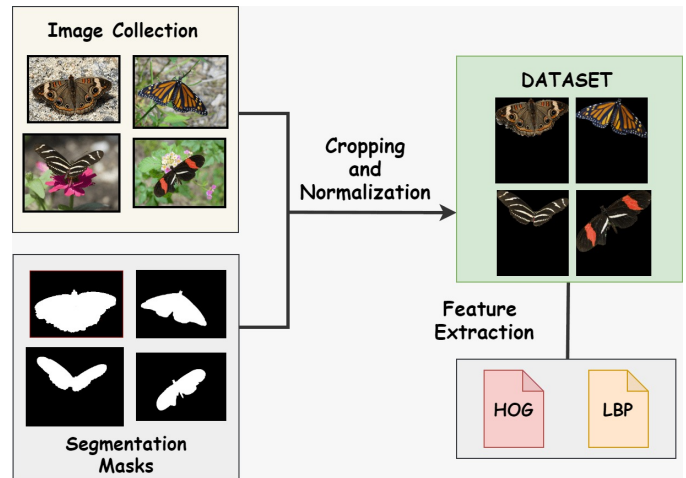 Image Collection
Segmentation
Masks
Cropping
and
Normalization
DATASET
Feature
Extraction
HOG
LBP